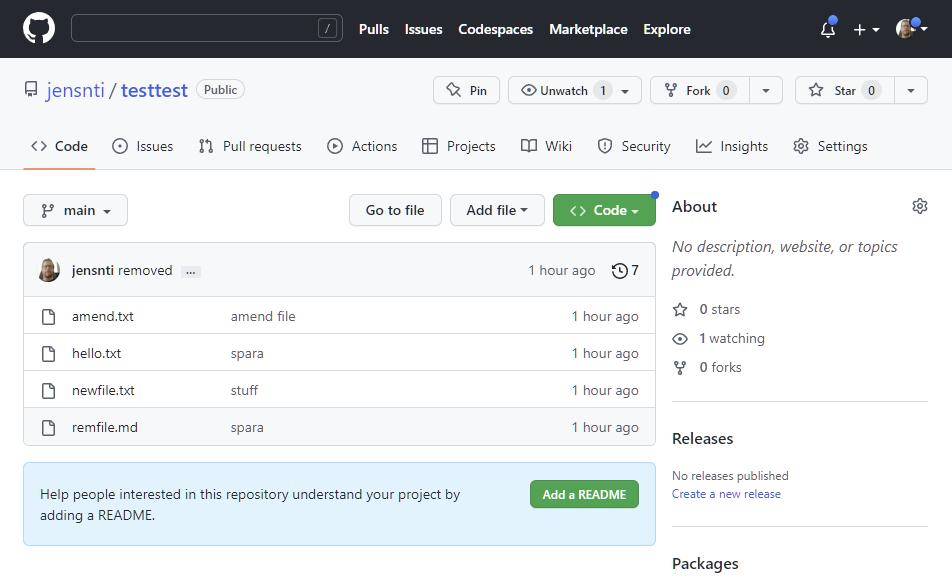 / Pulls Issues Codespaces Marketplace Explore
jensnti / testtest Public Pin Unwatch 1 Fork 0 Star 0
Code Issues Pull requests Actions Projects Wiki Security Insights Settings
main Go to file Add file Code
jensnti removed ... 1 hour ago 7
amend.txt amend file 1 hour ago
hello.txt spara 1 hour ago
newfile.txt stuff 1 hour ago
remfile.md spara 1 hour ago
Help people interested in this repository understand your project by
adding a README.
Add a README
About
No description, website, or topics
provided.
0 stars
1 watching
0 forks
Releases
No releases published
Create a new release
Packages